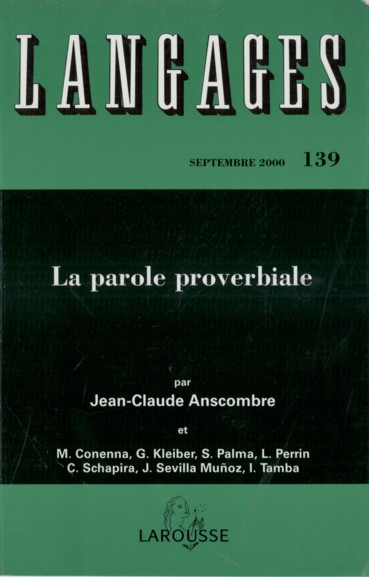 LANGAGES
SEPTEMBRE 2000 139
La parole proverbiale
par
Jean-Claude Anscombre
et
M. Conenna, G. Kleiber, S. Palma, L. Perrin
C. Schapira, J. Sevilla Muñoz, I. Tamba
LAROUSSE